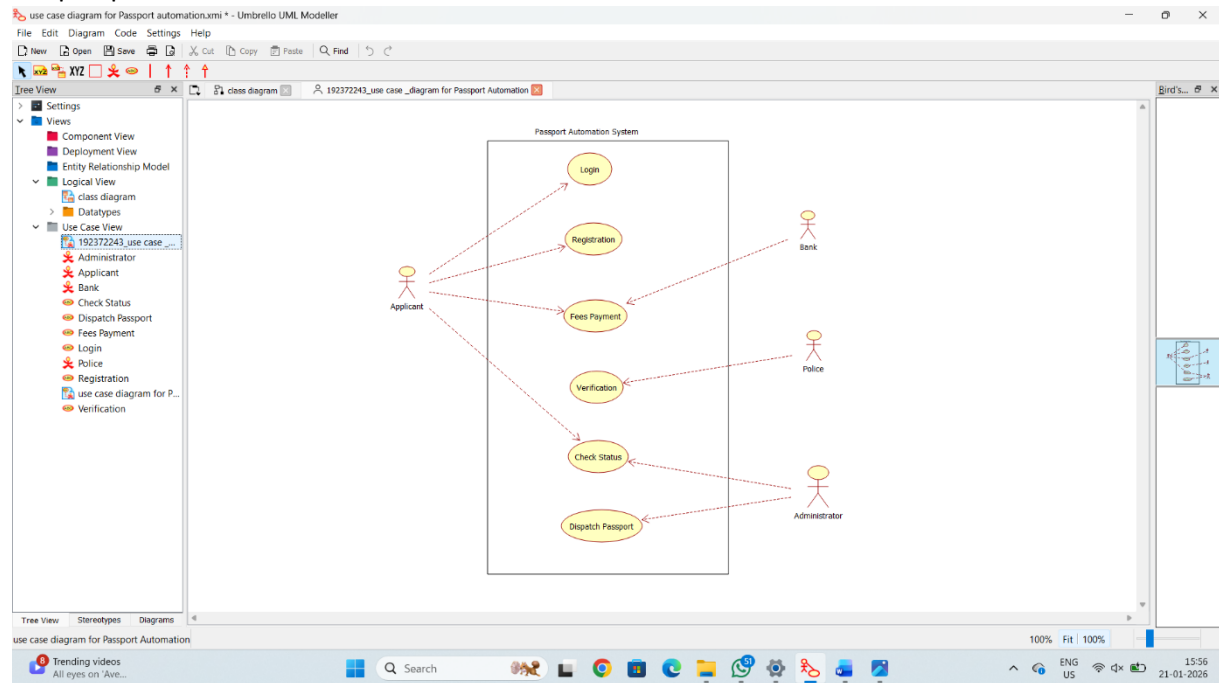 use case diagram for Passport automation.xmi * - Umbrello UML Modeller
File Edit Diagram Code Settings Help
New Open Save Cut Copy Paste Find
XYZ XYZ
Tree View
class diagram
192372243_use case _diagram for Passport Automation
Bird's...
Settings
Views
Component View
Deployment View
Entity Relationship Model
Logical View
class diagram
Datatypes
Use Case View
192372243_use case _...
Administrator
Applicant
Bank
Check Status
Dispatch Passport
Fees Payment
Login
Police
Registration
use case diagram for P...
Verification
Passport Automation System
Login
Registration
Bank
Applicant
Fees Payment
Police
Verification
Check Status
Administrator
Dispatch Passport
Tree View Stereotypes Diagrams
use case diagram for Passport Automation
100% Fit 100%
8
Trending videos
All eyes on 'Ave...
Search
51
ENG
US
15:56
21-01-2026